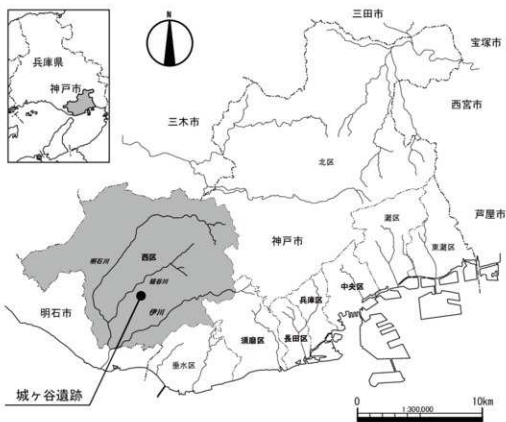 兵庫県
神戸市
N
三田市
宝塚市
西宮市
三木市
北区
芦屋市
神戸市
灘区
東灘区
明石川
西区
櫨谷川
伊川
明石市
中央区
兵庫区
長田区
須磨区
垂水区
城ヶ谷遺跡
0 10km
1:300,000